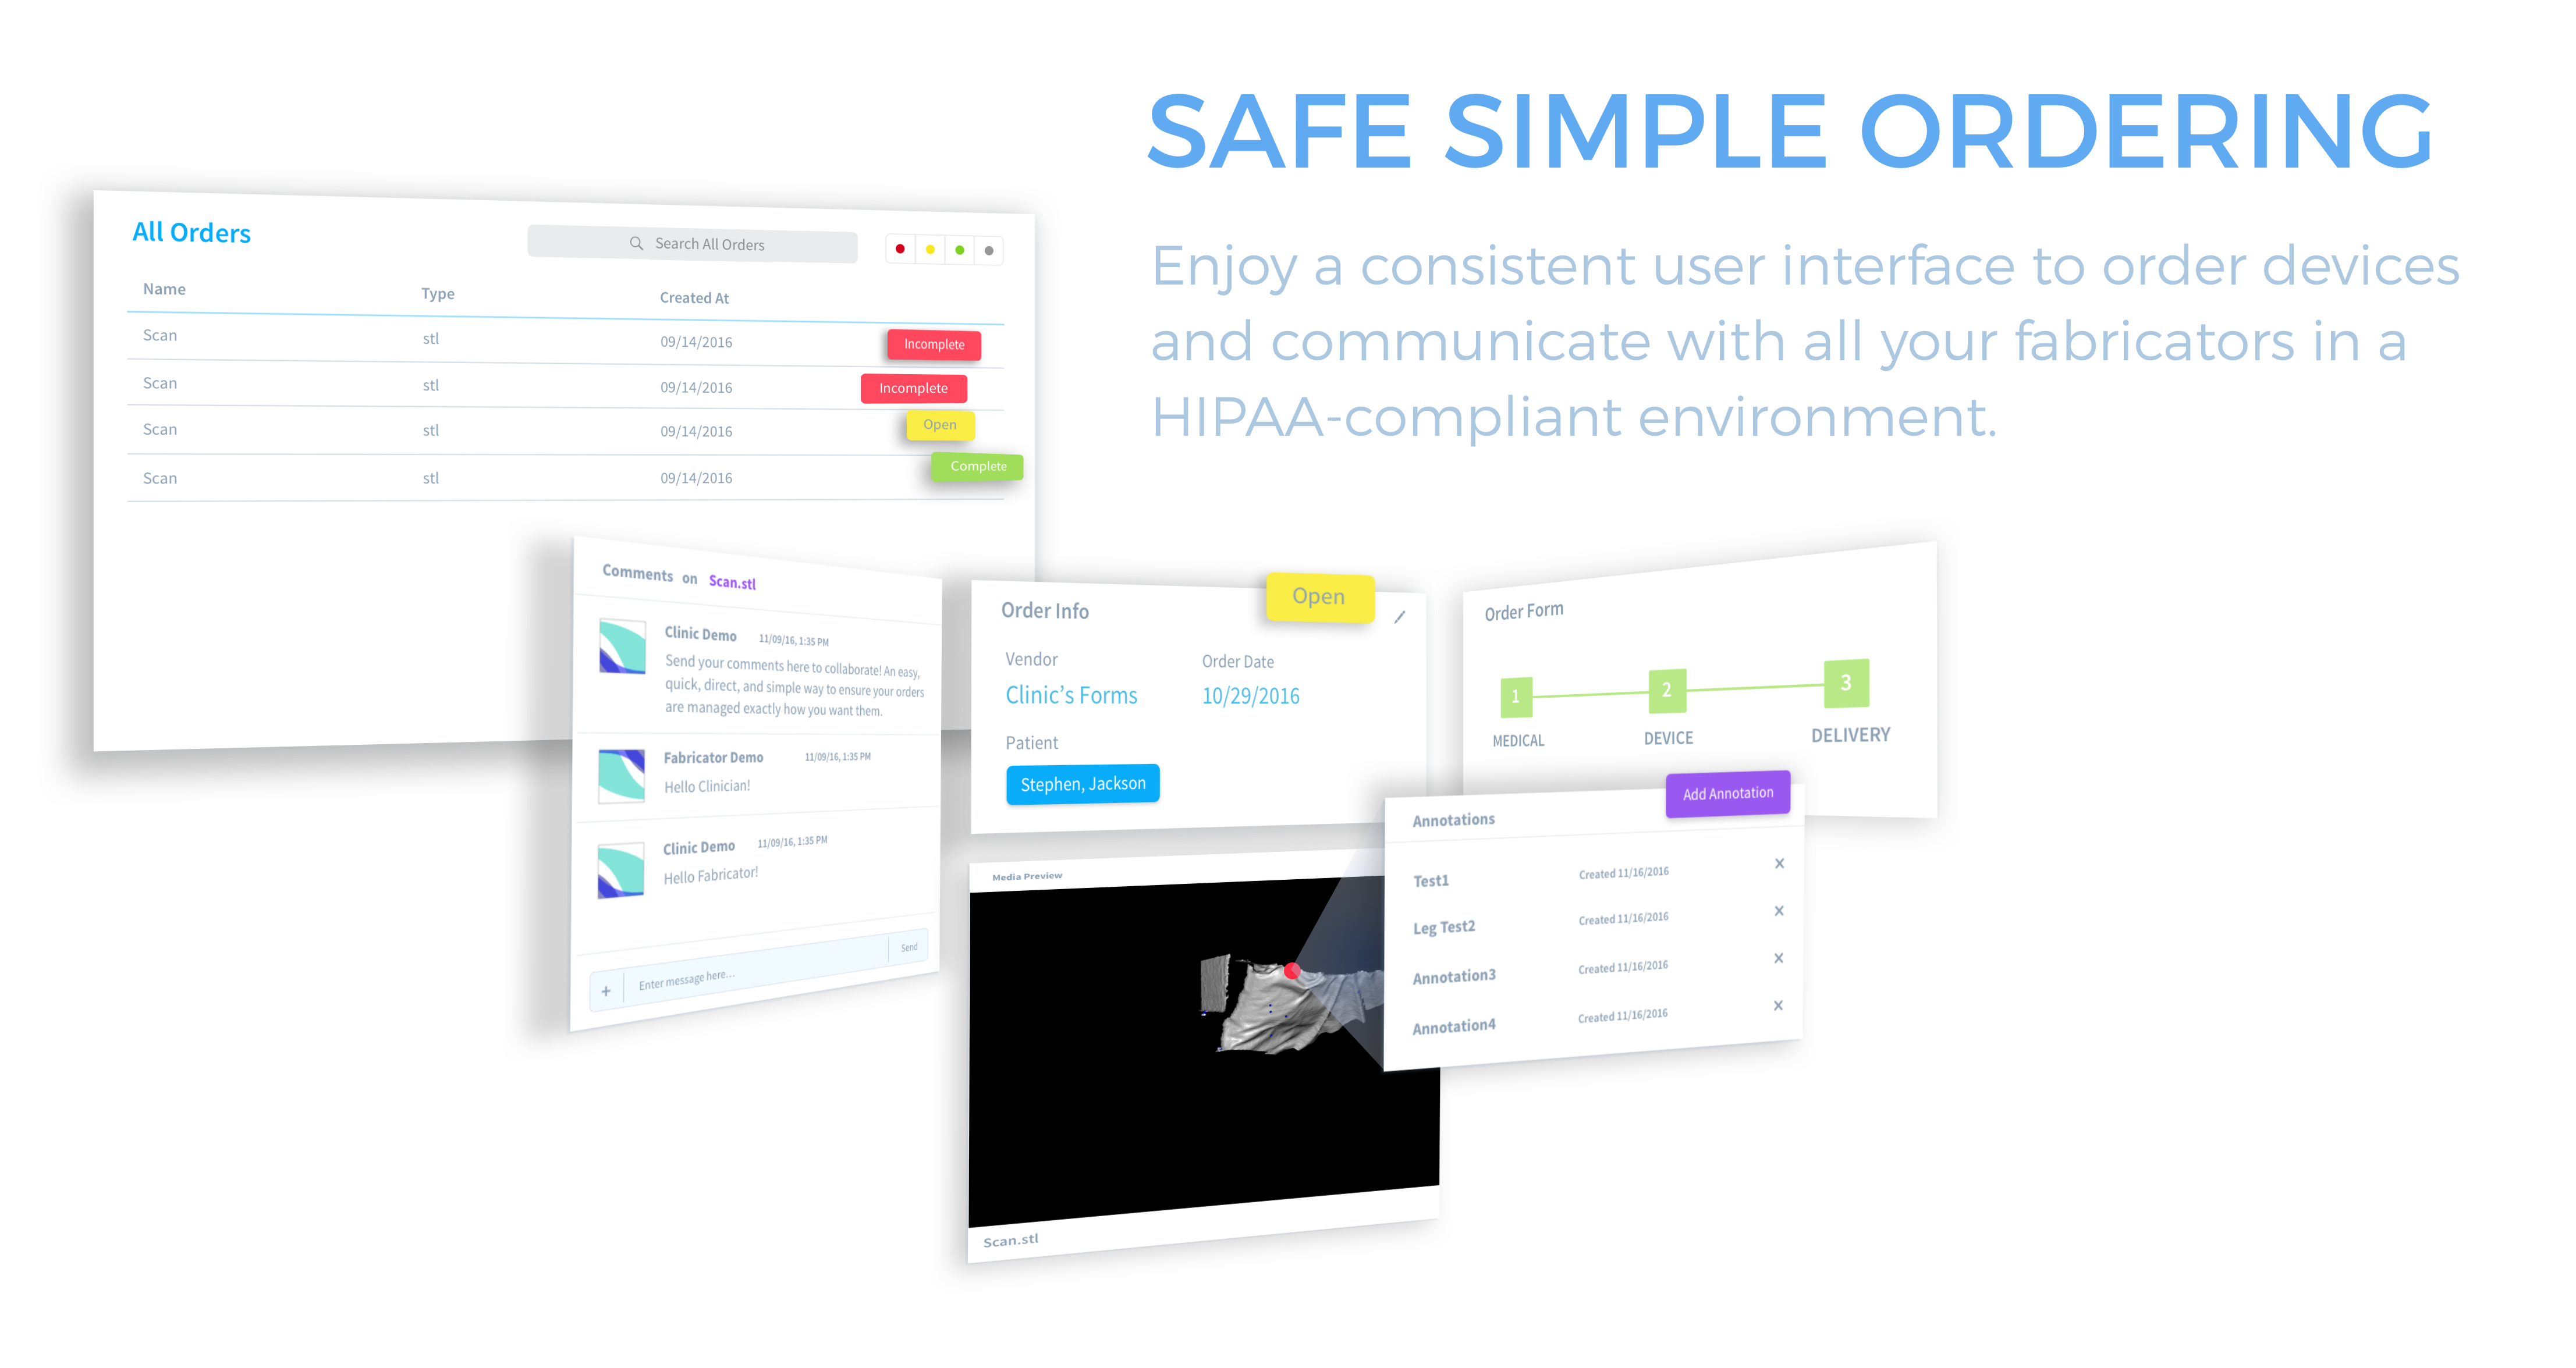 SAFE SIMPLE ORDERING
Enjoy a consistent user interface to order devices
and communicate with all your fabricators in a
HIPAA-compliant environment.
All Orders
Search All Orders
Name Type Created At
Scan stl 09/14/2016 Incomplete
Scan stl 09/14/2016 Incomplete
Scan stl 09/14/2016 Open
Scan stl 09/14/2016 Complete
Comments on Scan.stl
Clinic Demo 11/09/16, 1:35 PM
Send your comments here to collaborate! An easy,
quick, direct, and simple way to ensure your orders
are managed exactly how you want them.
Fabricator Demo 11/09/16, 1:35 PM
Hello Clinician!
Clinic Demo 11/09/16, 1:35 PM
Hello Fabricator!
+ Enter message here... Send
Order Info
Open
Vendor Order Date
Clinic's Forms 10/29/2016
Patient
Stephen, Jackson
Order Form
1 2 3
MEDICAL DEVICE DELIVERY
Media Preview
Scan.stl
Annotations
Add Annotation
Test1 Created 11/16/2016 X
Leg Test2 Created 11/16/2016 X
Annotation3 Created 11/16/2016 X
Annotation4 Created 11/16/2016 X